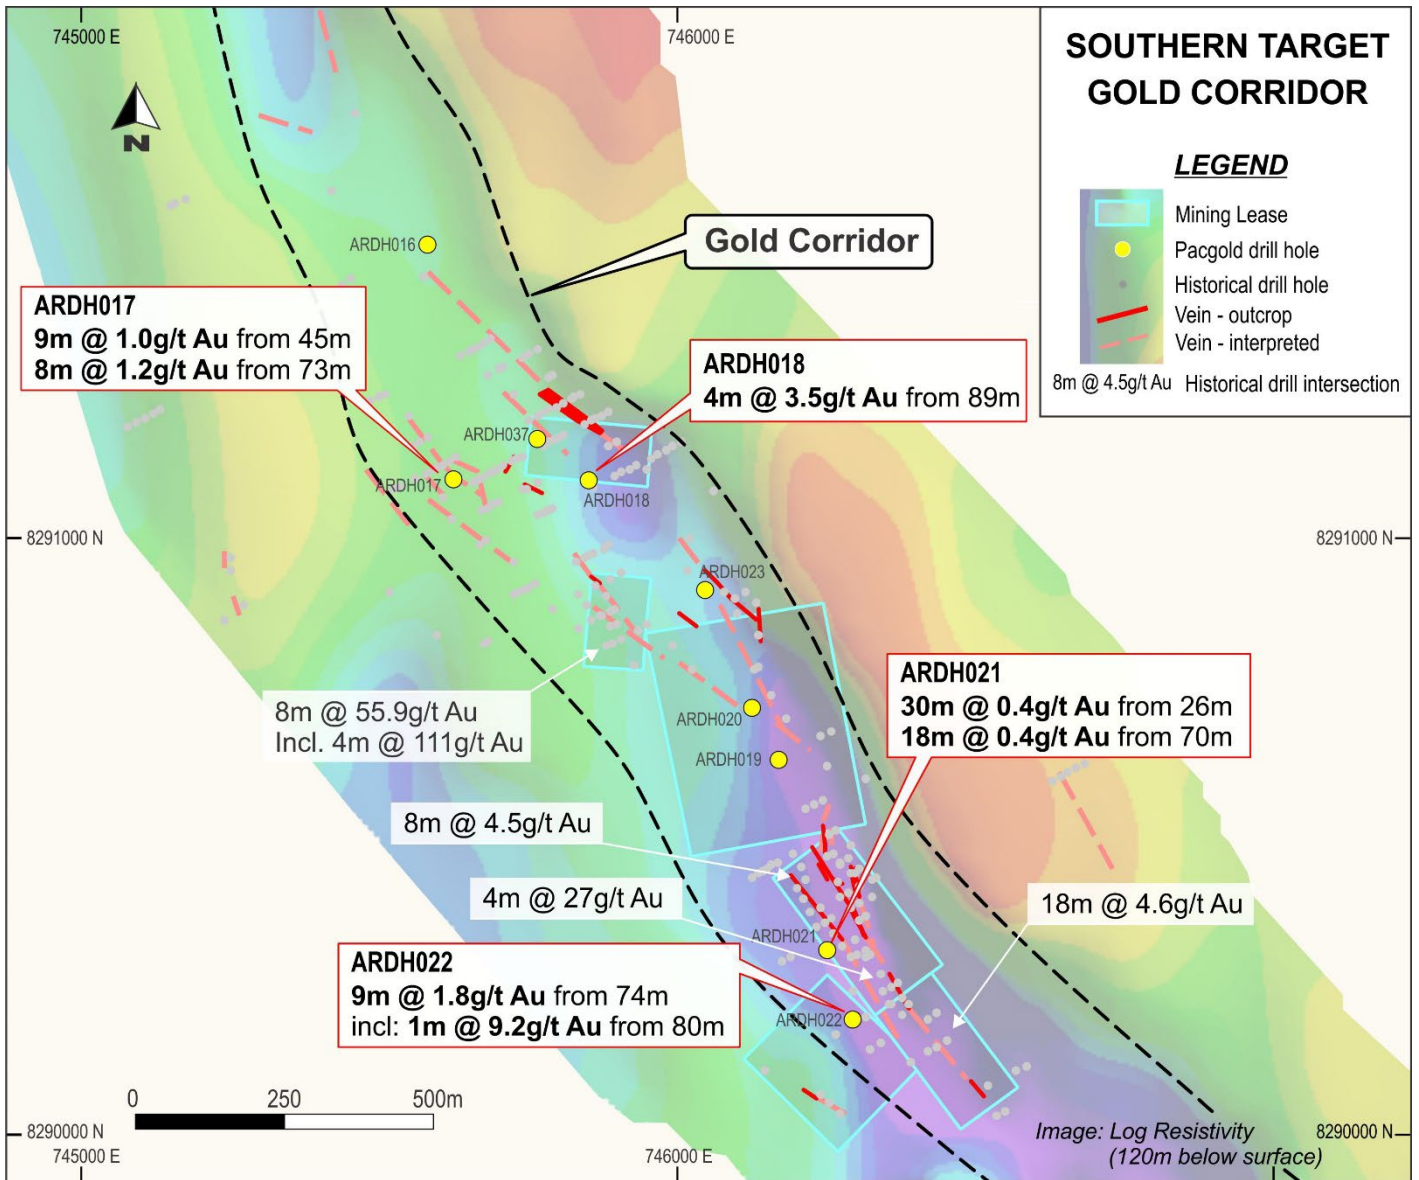 745000 E
746000 E
SOUTHERN TARGET
GOLD CORRIDOR
LEGEND
Mining Lease
Pacgold drill hole
Historical drill hole
Vein - outcrop
Vein - interpreted
8m @ 4.5g/t Au Historical drill intersection
N
ARDH016
Gold Corridor
ARDH017
9m @ 1.0g/t Au from 45m
8m @ 1.2g/t Au from 73m
ARDH018
4m @ 3.5g/t Au from 89m
ARDH037
ARDH017
ARDH018
8291000 N
8291000 N
ARDH023
8m @ 55.9g/t Au
Incl. 4m @ 111g/t Au
ARDH020
ARDH019
ARDH021
30m @ 0.4g/t Au from 26m
18m @ 0.4g/t Au from 70m
8m @ 4.5g/t Au
4m @ 27g/t Au
18m @ 4.6g/t Au
ARDH021
ARDH022
9m @ 1.8g/t Au from 74m
incl: 1m @ 9.2g/t Au from 80m
ARDH022
0 250 500m
8290000 N
8290000 N
745000 E
746000 E
Image: Log Resistivity
(120m below surface)